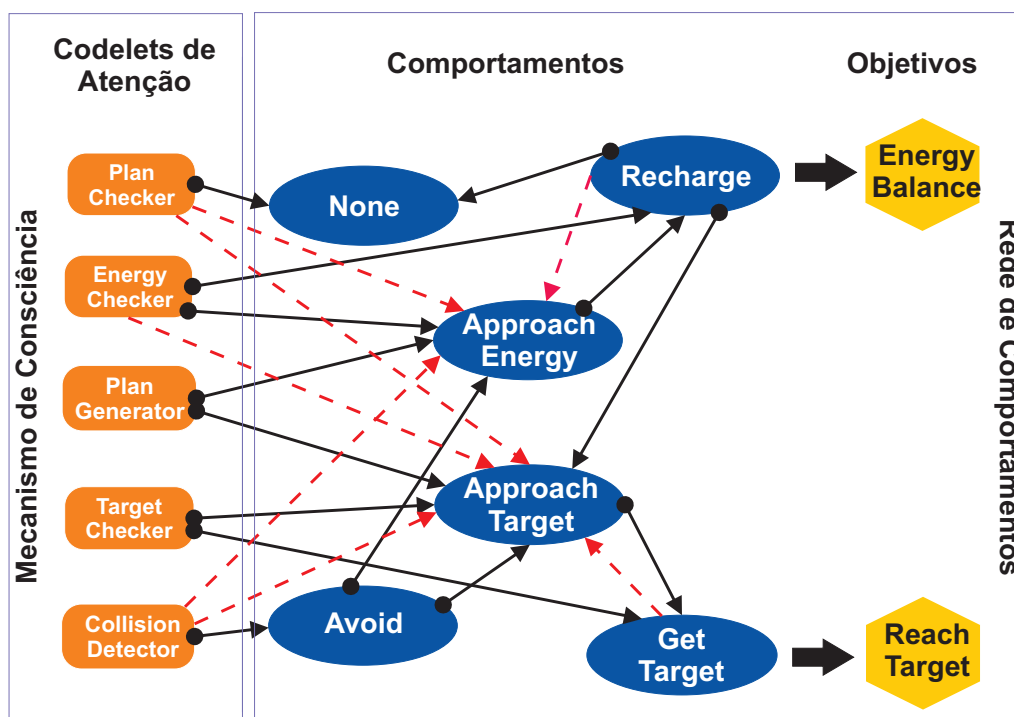 Codelets de
Atenção
Comportamentos
Objetivos
Mecanismo de Consciência
Rede de Comportamentos
Plan
Checker
Energy
Checker
Plan
Generator
Target
Checker
Collision
Detector
None
Recharge
Approach
Energy
Approach
Target
Avoid
Get
Target
Energy
Balance
Reach
Target